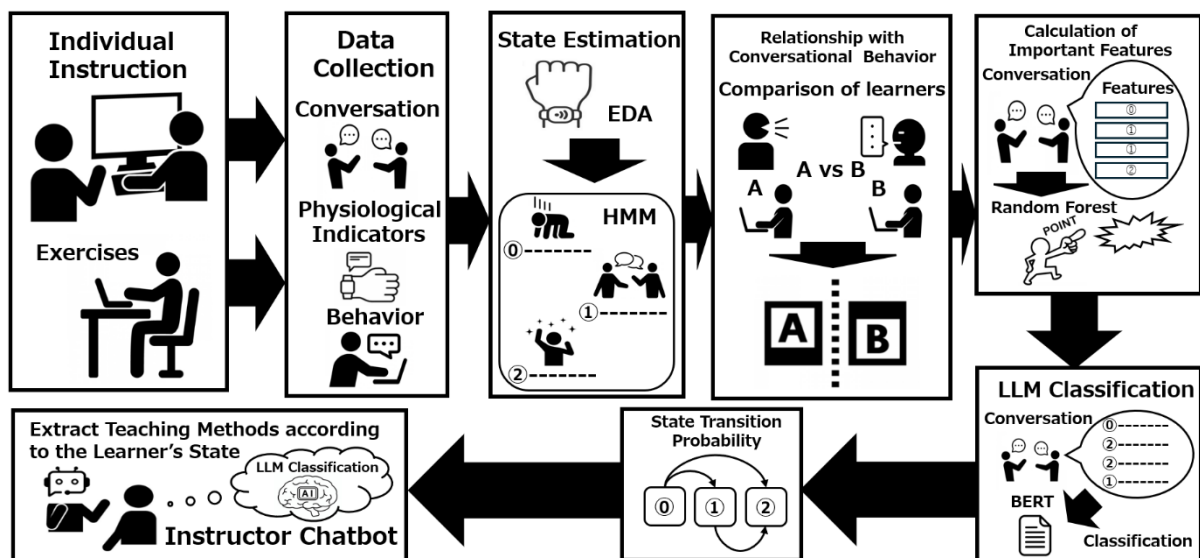 Individual
Instruction
Exercises
Data
Collection
Conversation
Physiological
Indicators
Behavior
State Estimation
EDA
HMM
⓪
①
②
Relationship with
Conversational Behavior
Comparison of learners
A vs B
A
B
A
B
Calculation of
Important Features
Conversation
Features
⓪
①
①
②
Random Forest
POINT
LLM Classification
Conversation
⓪
②
②
①
BERT
Classification
State Transition
Probability
⓪
①
②
Extract Teaching Methods according
to the Learner's State
LLM Classification
AI
Instructor Chatbot